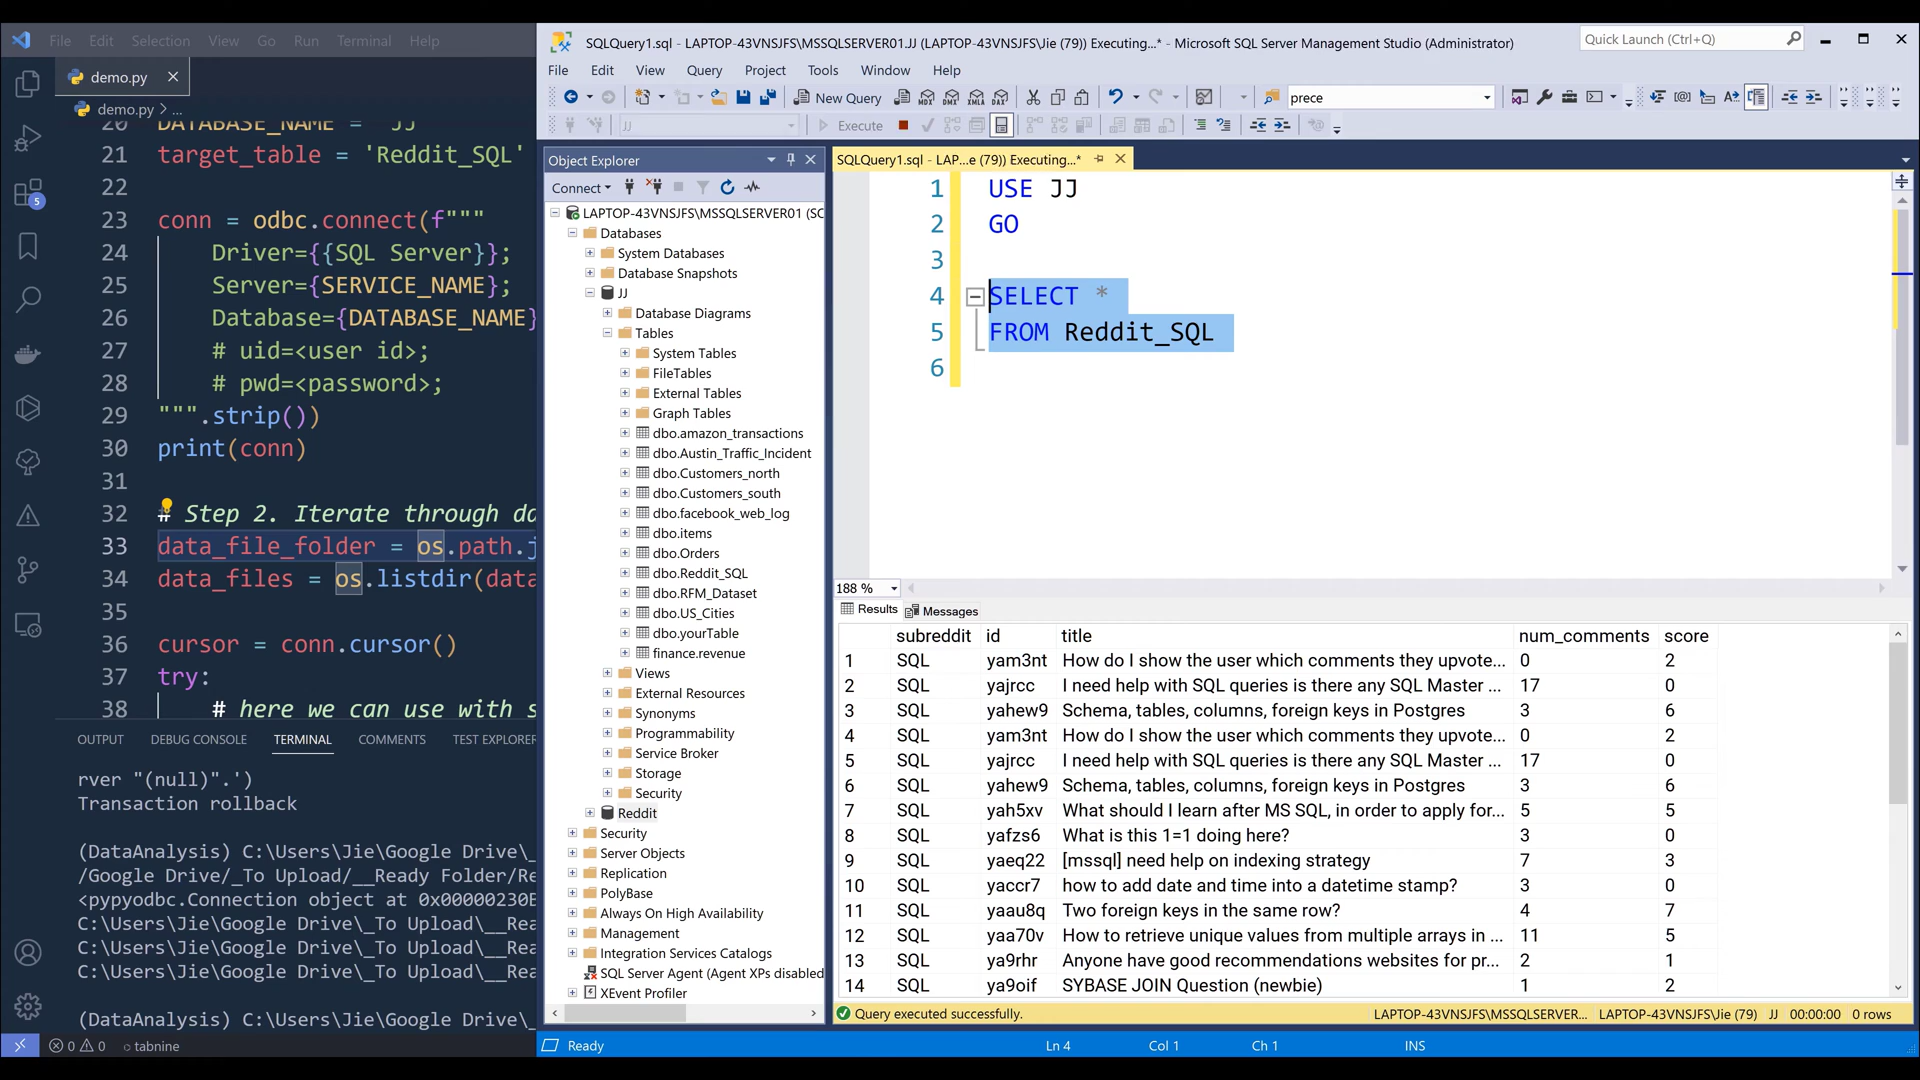 File Edit Selection View Go Run Terminal Help
demo.py
demo.py > ...
20 DATABASE_NAME = 'JJ'
21 target_table = 'Reddit_SQL'
22
23 conn = odbc.connect(f"""
24 Driver={{SQL Server}};
25 Server={SERVICE_NAME};
26 Database={DATABASE_NAME}
27 # uid=<user id>;
28 # pwd=<password>;
29 """.strip())
30 print(conn)
31
32 # Step 2. Iterate through da
33 data_file_folder = os.path.j
34 data_files = os.listdir(data
35
36 cursor = conn.cursor()
37 try:
38 # here we can use with s
5
OUTPUT DEBUG CONSOLE TERMINAL COMMENTS TEST EXPLORER
rver "(null)".')
Transaction rollback
(DataAnalysis) C:\Users\Jie\Google Drive\_
/Google Drive/_To Upload/__Ready Folder/Re
<pypyodbc.Connection object at 0x00000230E
C:\Users\Jie\Google Drive\_To Upload\__Rea
C:\Users\Jie\Google Drive\_To Upload\__Rea
C:\Users\Jie\Google Drive\_To Upload\__Rea
(DataAnalysis) C:\Users\Jie\Google Drive\_
0 0 tabnine
SQLQuery1.sql - LAPTOP-43VNSJFS\MSSQLSERVER01.JJ (LAPTOP-43VNSJFS\Jie (79)) Executing...* - Microsoft SQL Server Management Studio (Administrator)
Quick Launch (Ctrl+Q)
File Edit View Query Project Tools Window Help
New Query MDX DMX XMLA DAX prece
JJ Execute
Object Explorer
Connect
LAPTOP-43VNSJFS\MSSQLSERVER01 (SC
Databases
System Databases
Database Snapshots
JJ
Database Diagrams
Tables
System Tables
FileTables
External Tables
Graph Tables
dbo.amazon_transactions
dbo.Austin_Traffic_Incident
dbo.Customers_north
dbo.Customers_south
dbo.facebook_web_log
dbo.items
dbo.Orders
dbo.Reddit_SQL
dbo.RFM_Dataset
dbo.US_Cities
dbo.yourTable
finance.revenue
Views
External Resources
Synonyms
Programmability
Service Broker
Storage
Security
Reddit
Security
Server Objects
Replication
PolyBase
Always On High Availability
Management
Integration Services Catalogs
SQL Server Agent (Agent XPs disabled
XEvent Profiler
SQLQuery1.sql - LAP...e (79)) Executing...*
1 USE JJ
2 GO
3
4 SELECT *
5 FROM Reddit_SQL
6
188 %
Results Messages
subreddit id title num_comments score
1 SQL yam3nt How do I show the user which comments they upvote... 0 2
2 SQL yajrcc I need help with SQL queries is there any SQL Master ... 17 0
3 SQL yahew9 Schema, tables, columns, foreign keys in Postgres 3 6
4 SQL yam3nt How do I show the user which comments they upvote... 0 2
5 SQL yajrcc I need help with SQL queries is there any SQL Master ... 17 0
6 SQL yahew9 Schema, tables, columns, foreign keys in Postgres 3 6
7 SQL yah5xv What should I learn after MS SQL, in order to apply for... 5 5
8 SQL yafzs6 What is this 1=1 doing here? 3 0
9 SQL yaeq22 [mssql] need help on indexing strategy 7 3
10 SQL yaccr7 how to add date and time into a datetime stamp? 3 0
11 SQL yaau8q Two foreign keys in the same row? 4 7
12 SQL yaa70v How to retrieve unique values from multiple arrays in ... 11 5
13 SQL ya9rhr Anyone have good recommendations websites for pr... 2 1
14 SQL ya9oif SYBASE JOIN Question (newbie) 1 2
Query executed successfully. LAPTOP-43VNSJFS\MSSQLSERVER... LAPTOP-43VNSJFS\Jie (79) JJ 00:00:00 0 rows
Ready Ln 4 Col 1 Ch 1 INS